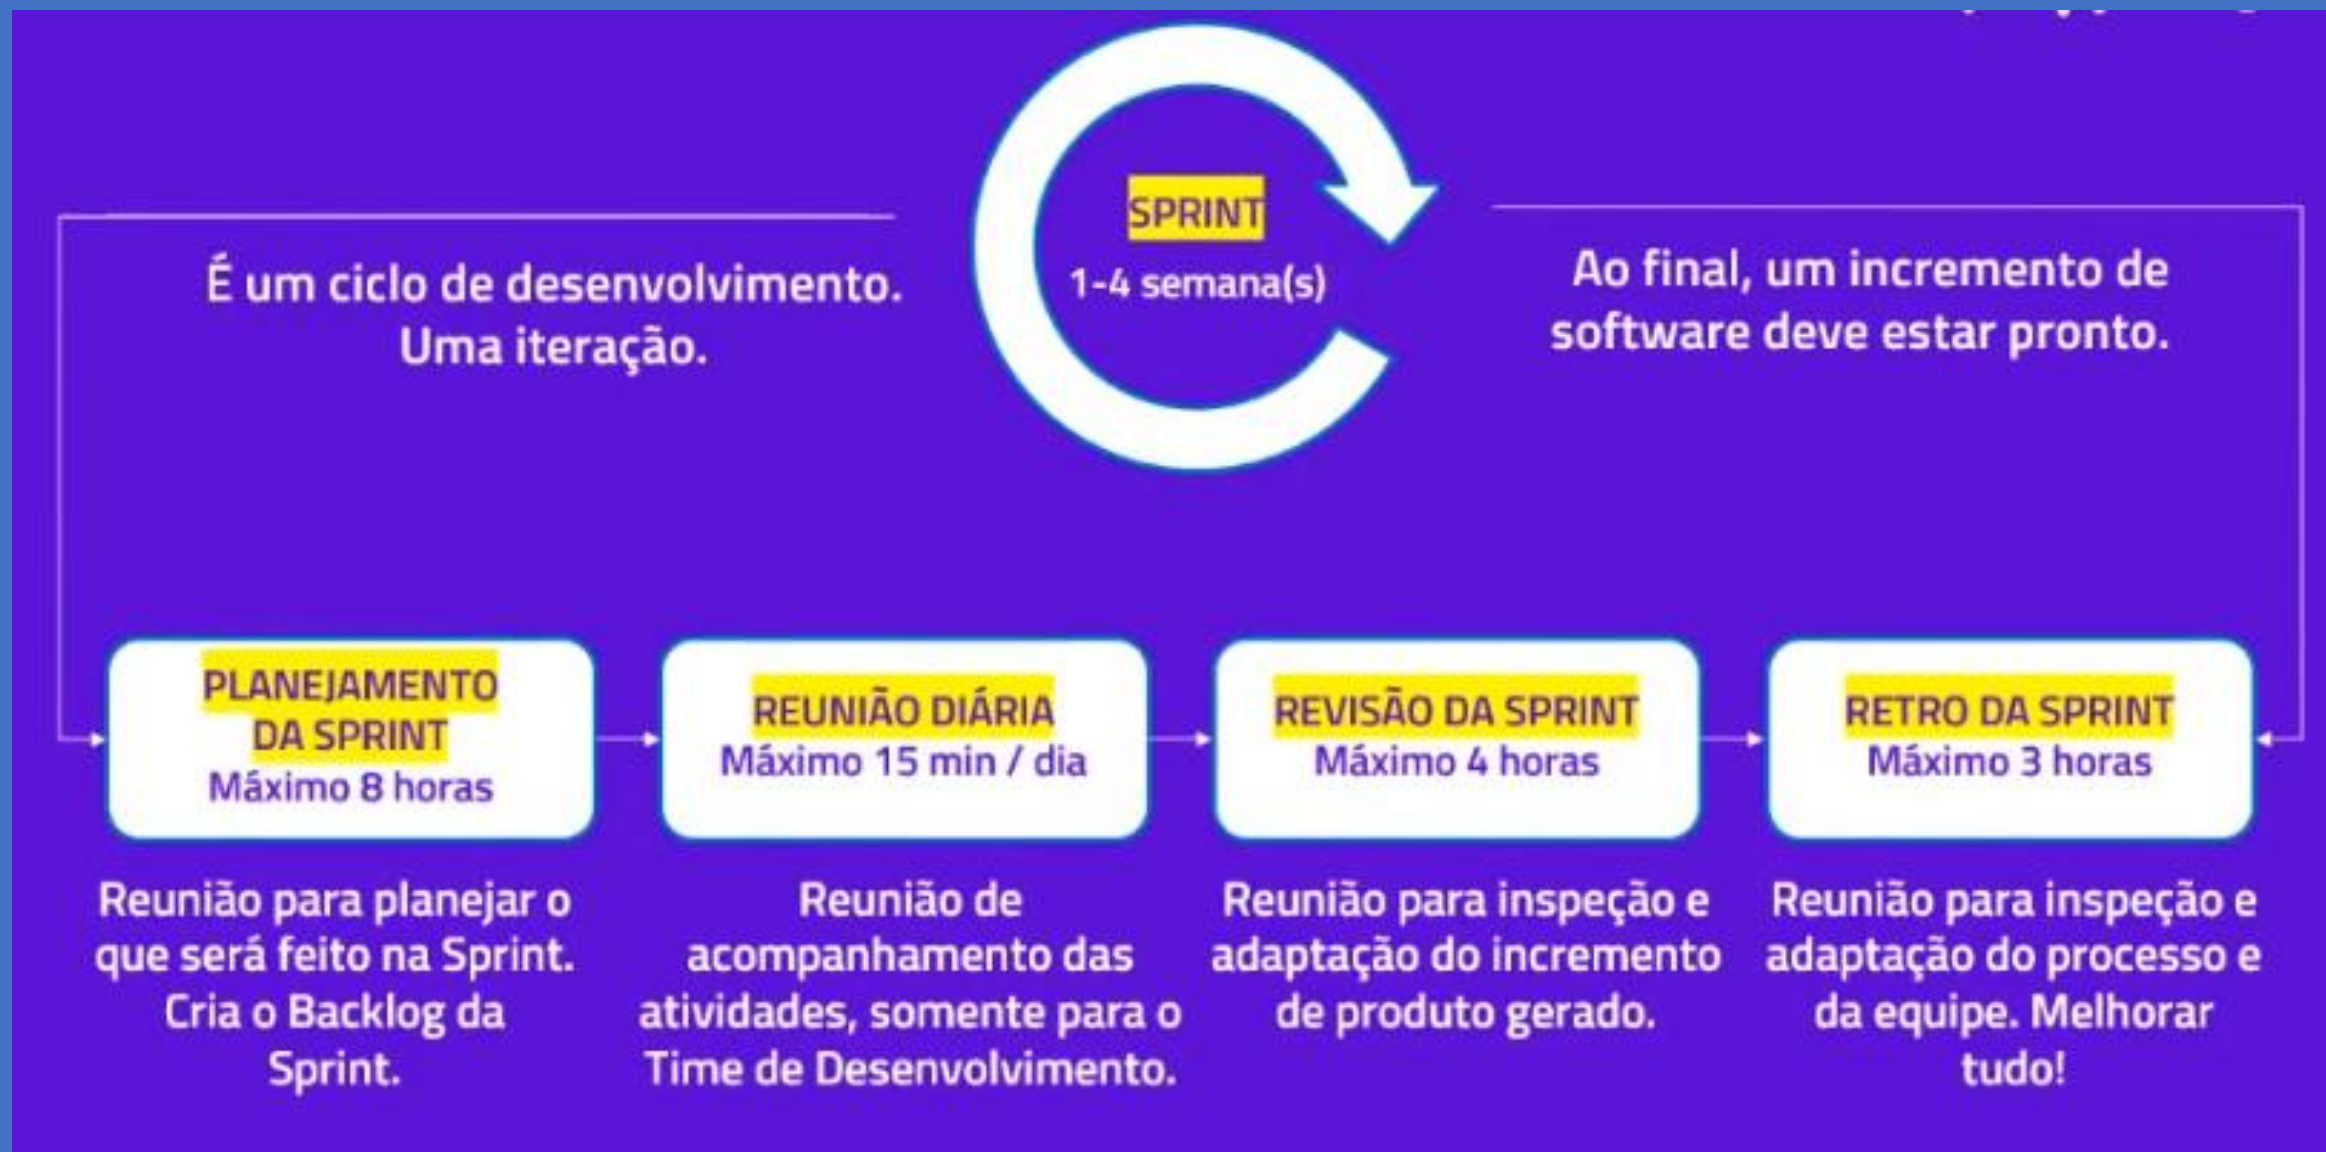 SPRINT
1-4 semana(s)
É um ciclo de desenvolvimento.
Uma iteração.
Ao final, um incremento de
software deve estar pronto.
PLANEJAMENTO
DA SPRINT
Máximo 8 horas
Reunião para planejar o
que será feito na Sprint.
Cria o Backlog da
Sprint.
REUNIÃO DIÁRIA
Máximo 15 min / dia
Reunião de
acompanhamento das
atividades, somente para o
Time de Desenvolvimento.
REVISÃO DA SPRINT
Máximo 4 horas
Reunião para inspeção e
adaptação do incremento
de produto gerado.
RETRO DA SPRINT
Máximo 3 horas
Reunião para inspeção e
adaptação do processo e
da equipe. Melhorar
tudo!